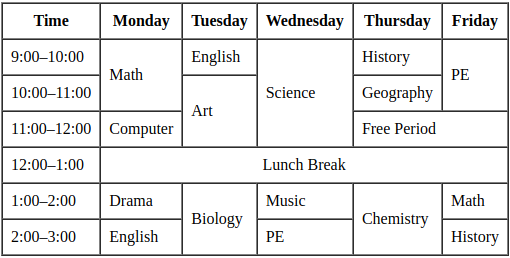 Time Monday Tuesday Wednesday Thursday Friday
9:00–10:00 Math English Science History PE
10:00–11:00 Art Geography
11:00–12:00 Computer Free Period
12:00–1:00 Lunch Break
1:00–2:00 Drama Biology Music Chemistry Math
2:00–3:00 English PE History